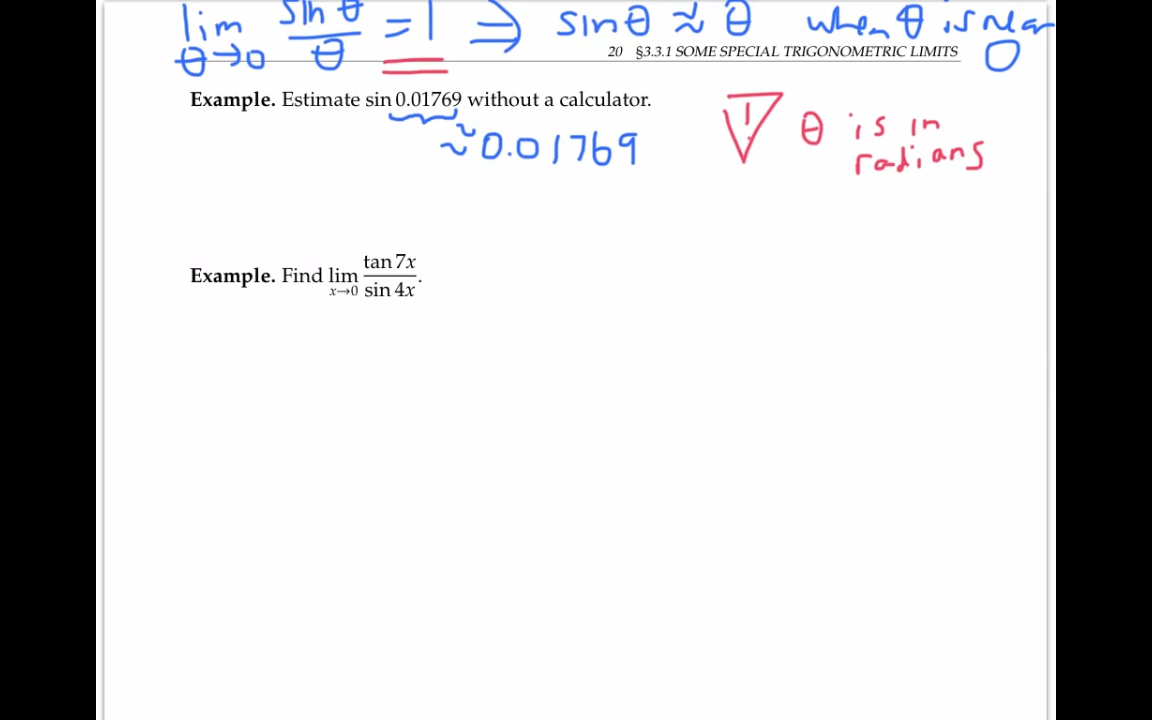 lim θ→0 sin θ/θ = 1 ⇒ sinθ ≈ θ when θ is near 0
20 §3.3.1 SOME SPECIAL TRIGONOMETRIC LIMITS
Example. Estimate sin 0.01769 without a calculator.
≈ 0.01769
! θ is in
radians
Example. Find lim x→0 tan 7x / sin 4x.